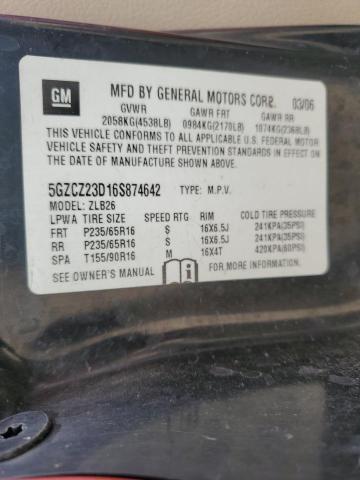 GM
MFD BY GENERAL MOTORS CORP. 03/06
GVWR GAWR FRT GAWR RR
2058KG(4538LB) 0984KG(2170LB) 1074KG(2368LB)
THIS VEHICLE CONFORMS TO ALL APPLICABLE U.S. FEDERAL MOTOR
VEHICLE SAFETY AND THEFT PREVENTION STANDARDS IN EFFECT ON
THE DATE OF MANUFACTURE SHOWN ABOVE.
5GZCZ23D16S874642 TYPE: M.P.V.
MODEL: ZLB26
LPWA TIRE SIZE SPEED RTG RIM COLD TIRE PRESSURE
FRT P235/65R16 S 16X6.5J 241KPA(35PSI)
RR P235/65R16 S 16X6.5J 241KPA(35PSI)
SPA T155/90R16 M 16X4T 420KPA(60PSI)
SEE OWNER'S MANUAL FOR MORE INFORMATION.